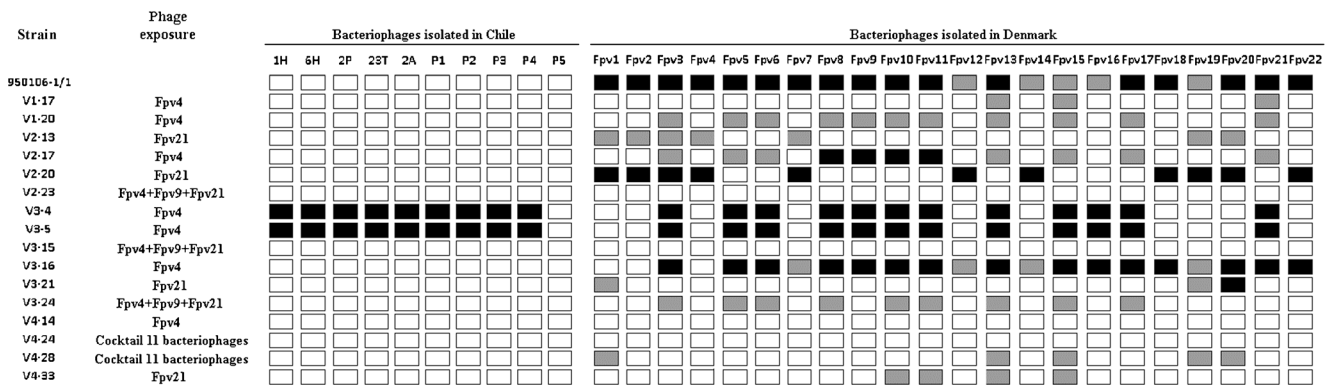 Strain Phage exposure Bacteriophages isolated in Chile Bacteriophages isolated in Denmark
1H 6H 2P 23T 2A P1 P2 P3 P4 P5 Fpv1 Fpv2 Fpv3 Fpv4 Fpv5 Fpv6 Fpv7 Fpv8 Fpv9 Fpv10 Fpv11 Fpv12 Fpv13 Fpv14 Fpv15 Fpv16 Fpv17 Fpv18 Fpv19 Fpv20 Fpv21 Fpv22
950106-1/1
V1-17 Fpv4
V1-20 Fpv4
V2-13 Fpv21
V2-17 Fpv4
V2-20 Fpv21
V2-23 Fpv4+Fpv9+Fpv21
V3-4 Fpv4
V3-5 Fpv4
V3-15 Fpv4+Fpv9+Fpv21
V3-16 Fpv4
V3-21 Fpv21
V3-24 Fpv4+Fpv9+Fpv21
V4-14 Fpv4
V4-24 Cocktail 11 bacteriophages
V4-28 Cocktail 11 bacteriophages
V4-33 Fpv21